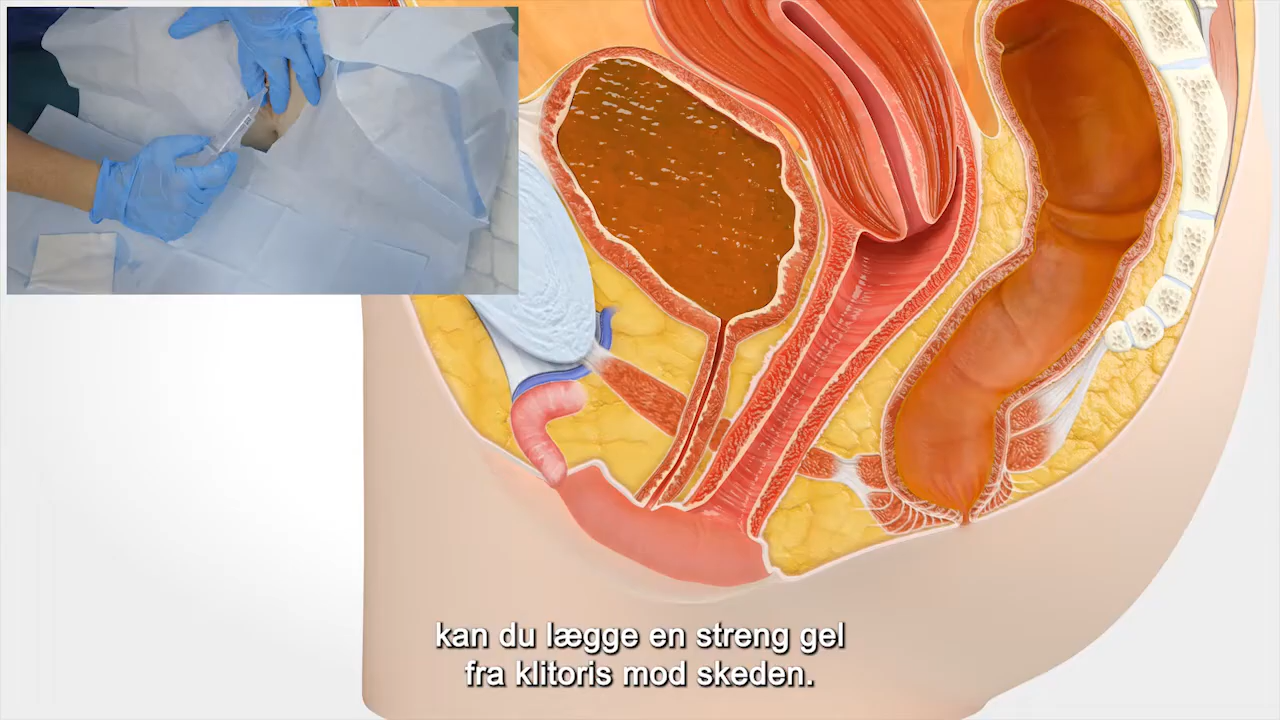 kan du lægge en streng gel
fra klitoris mod skeden.